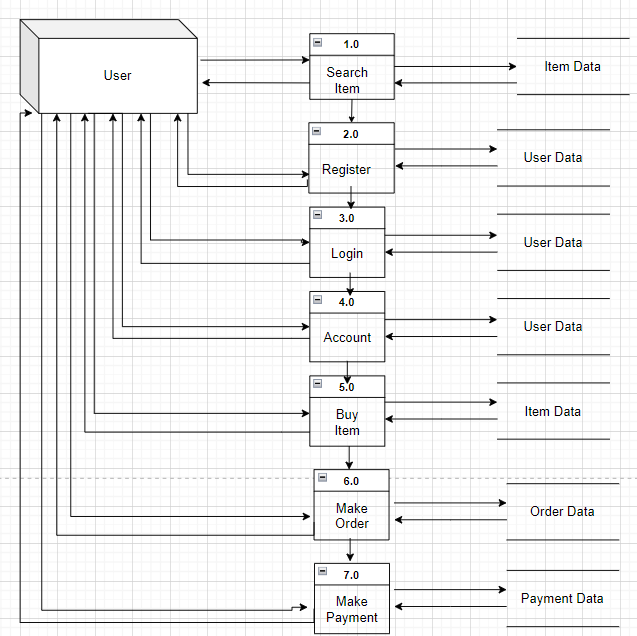 User
1.0
Search
Item
Item Data
2.0
Register
User Data
3.0
Login
User Data
4.0
Account
User Data
5.0
Buy
Item
Item Data
6.0
Make
Order
Order Data
7.0
Make
Payment
Payment Data